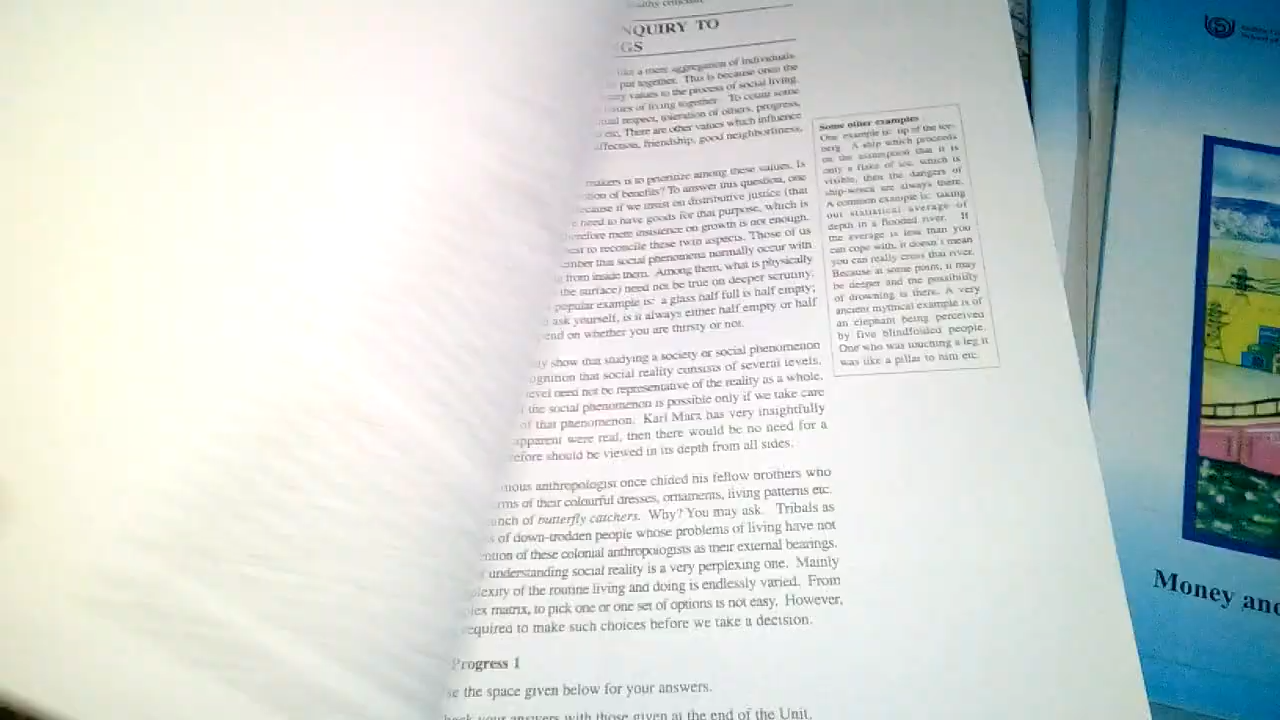 NQUIRY TO
GS
like a mere aggregation of individuals
put together. This is because once the
values to the process of social living.
of living together. To count some
respect, toleration of others, progress,
etc. There are other values which influence
affection, friendship, good neighborliness,
makers is to prioritize among these values. Is
tion of benefits? To answer this question, one
because if we insist on distributive justice (that
need to have goods for that purpose, which is
therefore mere insistence on growth is not enough.
to reconcile these twin aspects. Those of us
that social phenomena normally occur with
from inside them. Among them, what is physically
the surface) need not be true on deeper scrutiny.
popular example is: a glass half full is half empty;
ask yourself, is it always either half empty or half
end on whether you are thirsty or not.
ly show that studying a society or social phenomenon
ognition that social reality consists of several levels.
level need not be representative of the reality as a whole.
the social phenomenon is possible only if we take care
of that phenomenon. Karl Marx has very insightfully
apparent were real, then there would be no need for a
refore should be viewed in its depth from all sides.
mous anthropologist once chided his fellow brothers who
rms of their colourful dresses, ornaments, living patterns etc.
unch of butterfly catchers. Why? You may ask. Tribals as
of down-trodden people whose problems of living have not
ention of these colonial anthropologists as their external bearings.
understanding social reality is a very perplexing one. Mainly
plexity of the routine living and doing is endlessly varied. From
lex matrix, to pick one or one set of options is not easy. However,
equired to make such choices before we take a decision.
Progress 1
se the space given below for your answers.
heck your answers with those given at the end of the Unit.
Some other examples
One example is: tip of the ice-
berg. A ship which proceeds
on the assumption that it is
only a flake of ice, which is
visible, then the dangers of
ship-wreck are always there.
A common example is: taking
out statistical average of
depth in a flooded river. If
the average is less than you
can cope with, it doesn't mean
you can really cross that river.
Because at some point, it may
be deeper and the possibility
of drowning is there. A very
ancient mythical example is of
an elephant being perceived
by five blindfolded people.
One who was touching a leg it
was like a pillar to him etc.
Money and